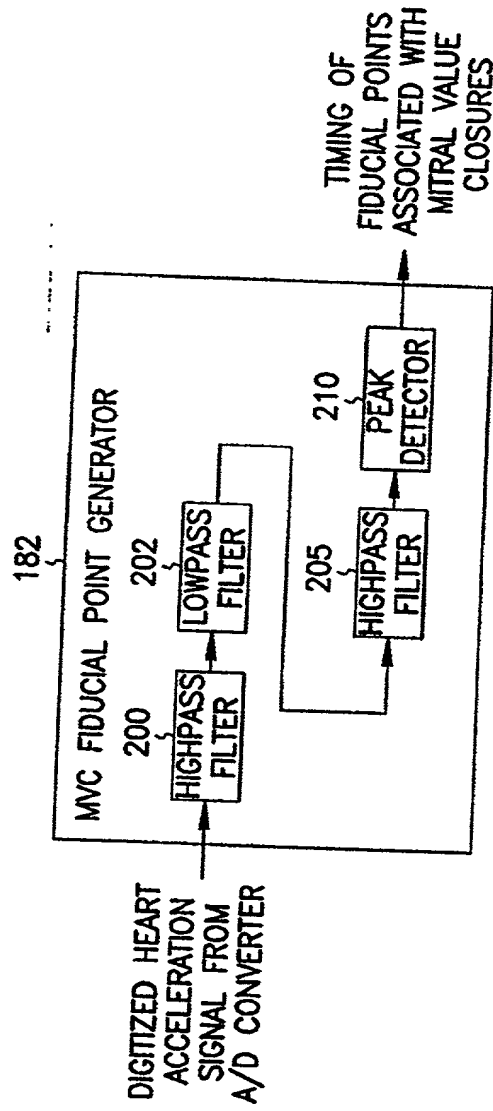 182
MVC FIDUCIAL POINT GENERATOR
DIGITIZED HEART
ACCELERATION
SIGNAL FROM
A/D CONVERTER
200
HIGHPASS
FILTER
202
LOWPASS
FILTER
205
HIGHPASS
FILTER
210
PEAK
DETECTOR
TIMING OF
FIDUCIAL POINTS
ASSOCIATED WITH
MITRAL VALUE
CLOSURES